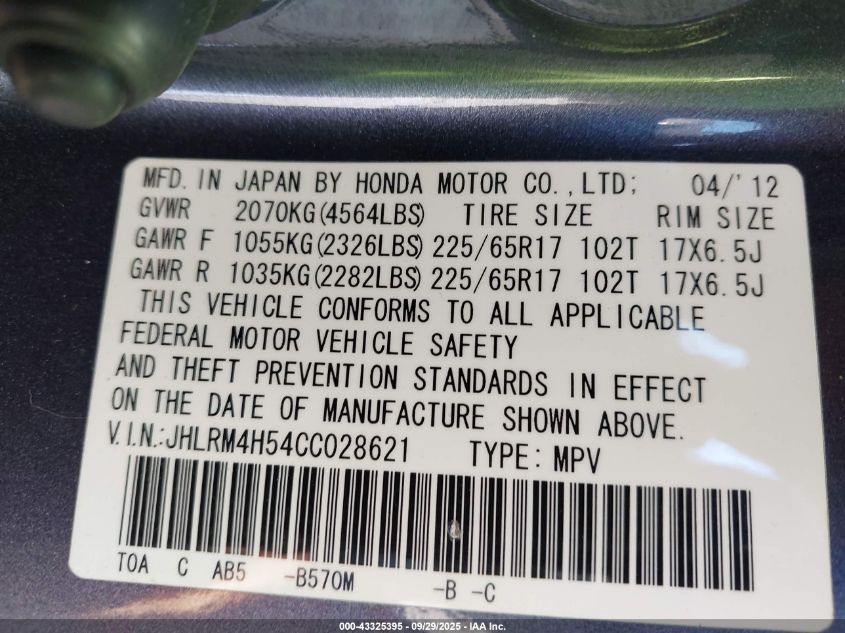 MFD. IN JAPAN BY HONDA MOTOR CO., LTD; 04/'12
GVWR 2070KG(4564LBS) TIRE SIZE RIM SIZE
GAWR F 1055KG(2326LBS) 225/65R17 102T 17X6.5J
GAWR R 1035KG(2282LBS) 225/65R17 102T 17X6.5J
THIS VEHICLE CONFORMS TO ALL APPLICABLE
FEDERAL MOTOR VEHICLE SAFETY
AND THEFT PREVENTION STANDARDS IN EFFECT
ON THE DATE OF MANUFACTURE SHOWN ABOVE.
V.I.N.:JHLRM4H54CC028621 TYPE: MPV
TOA C AB5 -B570M -B -C
000-43325395 - 09/29/2025 - IAA Inc.